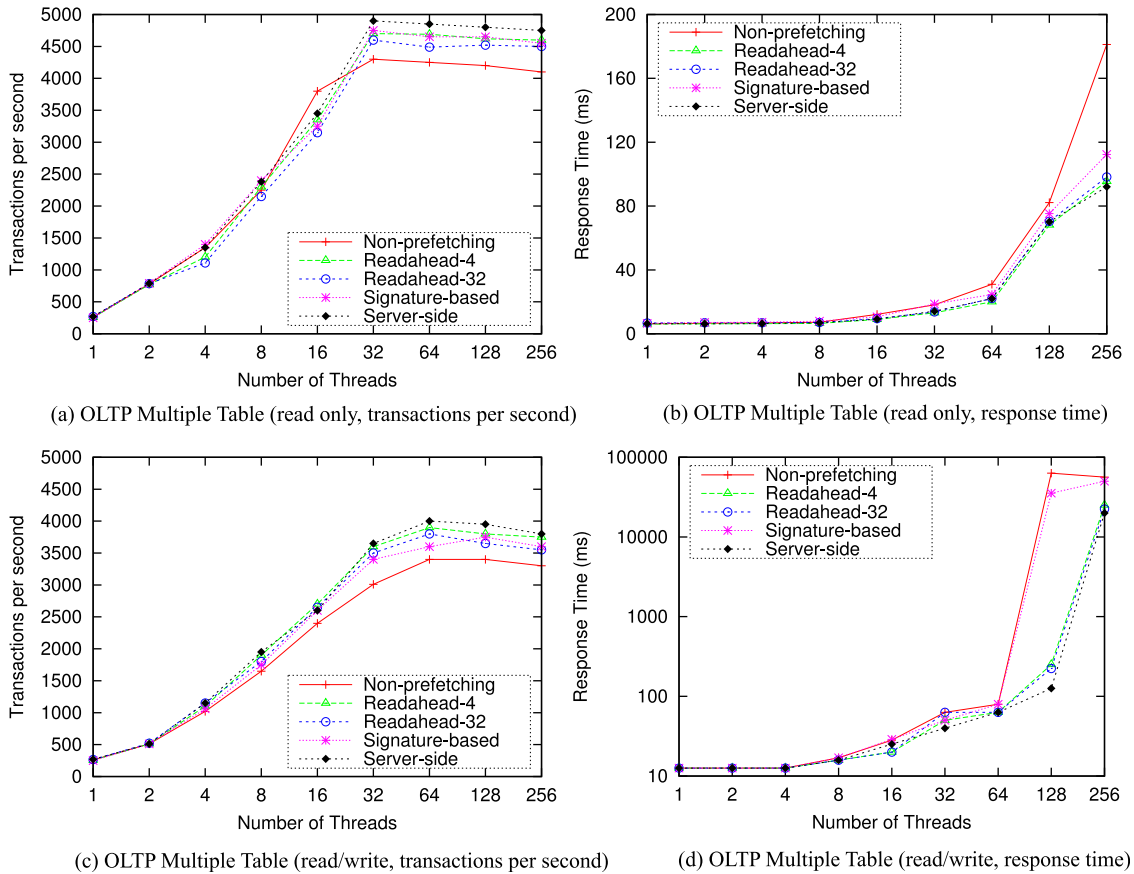 5000
4500
4000
3500
3000
2500
2000
1500
1000
500
0
Transactions per second
Non-prefetching
Readahead-4
Readahead-32
Signature-based
Server-side
1 2 4 8 16 32 64 128 256
Number of Threads
(a) OLTP Multiple Table (read only, transactions per second)
200
160
120
80
40
0
Response Time (ms)
Non-prefetching
Readahead-4
Readahead-32
Signature-based
Server-side
1 2 4 8 16 32 64 128 256
Number of Threads
(b) OLTP Multiple Table (read only, response time)
5000
4500
4000
3500
3000
2500
2000
1500
1000
500
0
Transactions per second
Non-prefetching
Readahead-4
Readahead-32
Signature-based
Server-side
1 2 4 8 16 32 64 128 256
Number of Threads
(c) OLTP Multiple Table (read/write, transactions per second)
100000
10000
1000
100
10
Response Time (ms)
Non-prefetching
Readahead-4
Readahead-32
Signature-based
Server-side
1 2 4 8 16 32 64 128 256
Number of Threads
(d) OLTP Multiple Table (read/write, response time)